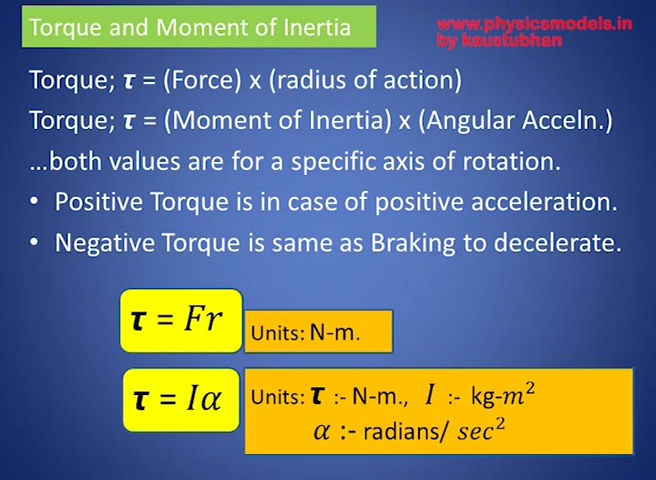 Torque and Moment of Inertia
www.physicsmodels.in
by kaustubhan
Torque; τ = (Force) x (radius of action)
Torque; τ = (Moment of Inertia) x (Angular Acceln.)
...both values are for a specific axis of rotation.
• Positive Torque is in case of positive acceleration.
• Negative Torque is same as Braking to decelerate.
τ = Fr
Units: N-m.
τ = Iα
Units: τ :- N-m., I :- kg-m²
α :- radians/ sec²